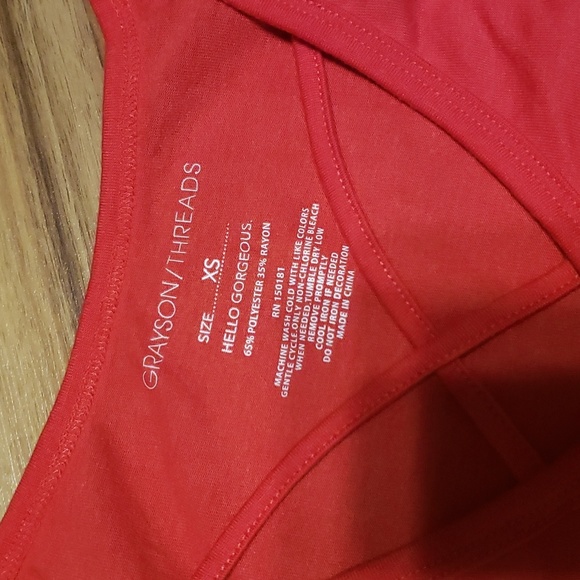 GRAYSON/THREADS
SIZE.............XS
HELLO GORGEOUS.
65% POLYESTER 35% RAYON
RN 150181
MACHINE WASH COLD WITH LIKE COLORS
GENTLE CYCLE.ONLY NON-CHLORINE BLEACH
WHEN NEEDED.TUMBLE DRY LOW
REMOVE PROMPTLY
COOL IRON IF NEEDED
DO NOT IRON DECORATION
MADE IN CHINA